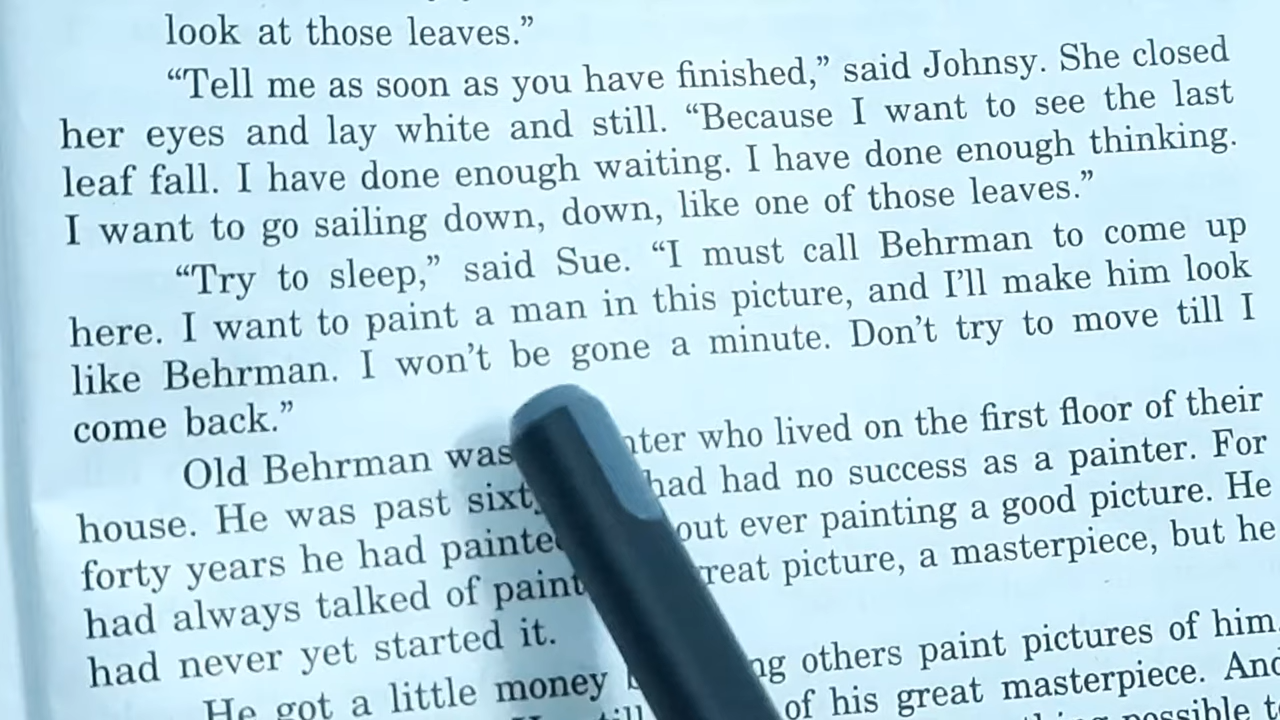 look at those leaves.”
“Tell me as soon as you have finished,” said Johnsy. She closed
her eyes and lay white and still. “Because I want to see the last
leaf fall. I have done enough waiting. I have done enough thinking.
I want to go sailing down, down, like one of those leaves.”
“Try to sleep,” said Sue. “I must call Behrman to come up
here. I want to paint a man in this picture, and I’ll make him look
like Behrman. I won’t be gone a minute. Don’t try to move till I
come back.”
Old Behrman was who lived on the first floor of their
house. He was past had had no success as a painter. For
forty years he had ever painting a good picture. He
had always talked of picture, a masterpiece, but he
had never yet started it.
He got a little money others paint pictures of him.
of his great masterpiece. And
possible